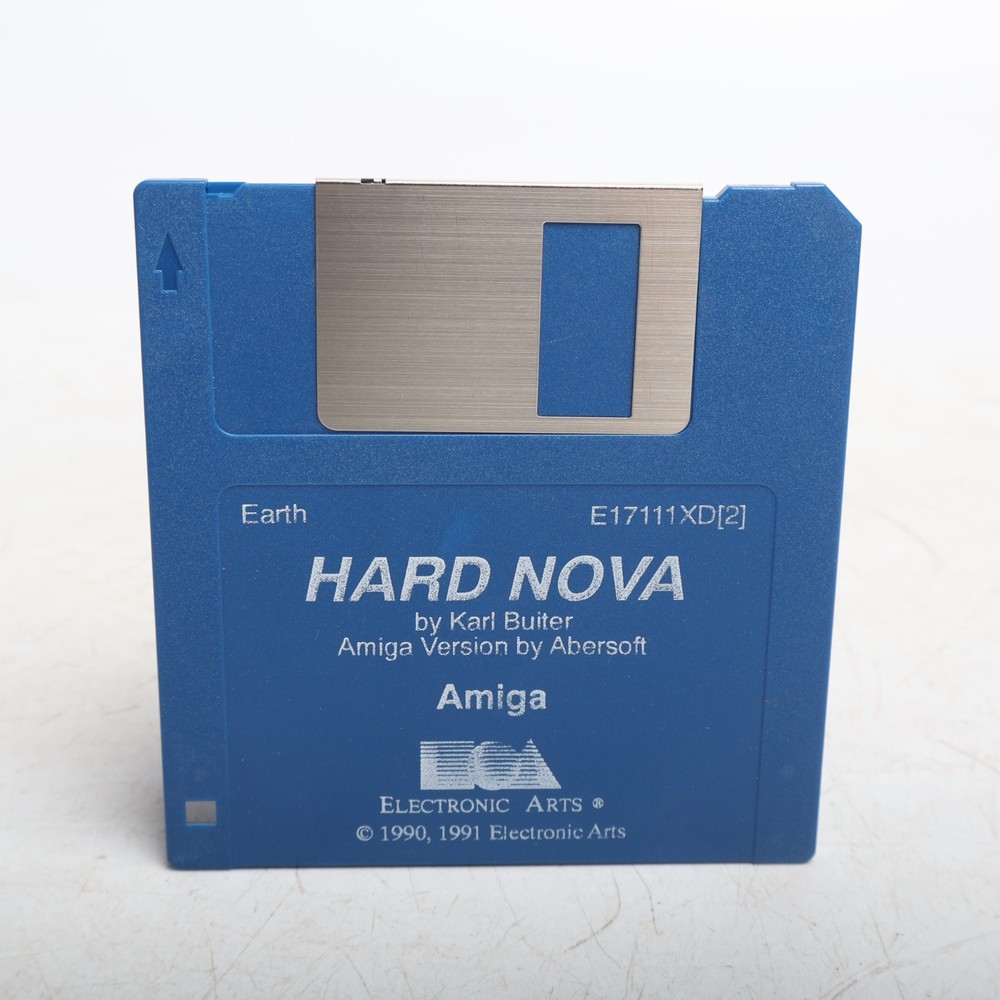 Earth E17111XD[2]
HARD NOVA
by Karl Buiter
Amiga Version by Abersoft
Amiga
EA
ELECTRONIC ARTS ®
© 1990, 1991 Electronic Arts